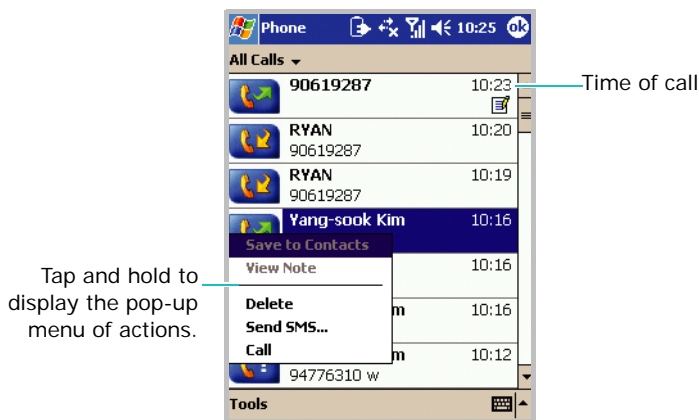 Phone 10:25 ok
All Calls
90619287 10:23
Time of call
RYAN 10:20
90619287
RYAN 10:19
90619287
Yang-sook Kim 10:16
Save to Contacts
View Note 10:16
Tap and hold to
display the pop-up
menu of actions.
Delete m 10:16
Send SMS...
Call m 10:12
94776310 w
Tools